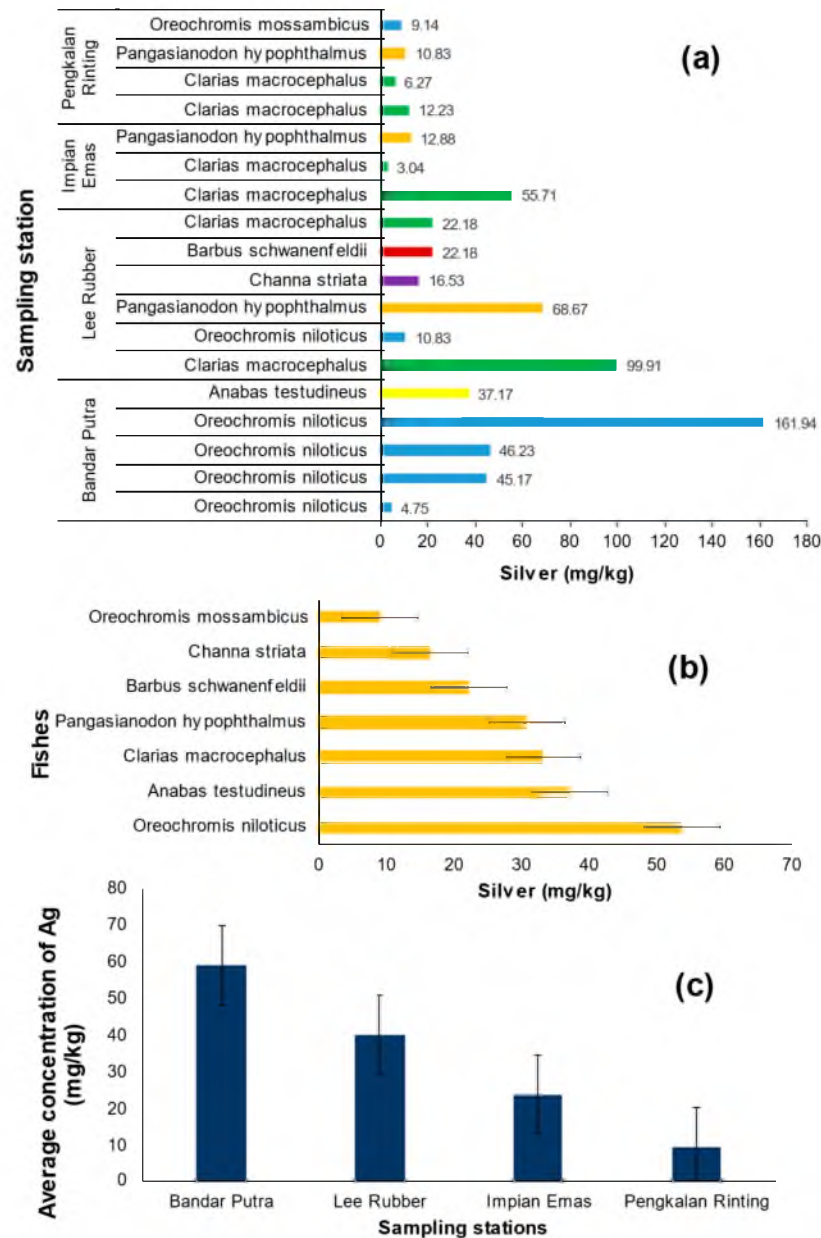 (a)
Sampling station
Pengkalan
Rinting
Oreochromis mossambicus 9.14
Pangasianodon hypophthalmus 10.83
Clarias macrocephalus 6.27
Clarias macrocephalus 12.23
Impian
Emas
Pangasianodon hypophthalmus 12.88
Clarias macrocephalus 3.04
Clarias macrocephalus 55.71
Lee Rubber
Clarias macrocephalus 22.18
Barbus schwanenfeldii 22.18
Channa striata 16.53
Pangasianodon hypophthalmus 68.67
Oreochromis niloticus 10.83
Clarias macrocephalus 99.91
Bandar Putra
Anabas testudineus 37.17
Oreochromis niloticus 161.94
Oreochromis niloticus 46.23
Oreochromis niloticus 45.17
Oreochromis niloticus 4.75
0 20 40 60 80 100 120 140 160 180
Silver (mg/kg)
(b)
Fishes
Oreochromis mossambicus
Channa striata
Barbus schwanenfeldii
Pangasianodon hypophthalmus
Clarias macrocephalus
Anabas testudineus
Oreochromis niloticus
0 10 20 30 40 50 60 70
Silver (mg/kg)
(c)
Average concentration of Ag
(mg/kg)
80
70
60
50
40
30
20
10
0
Bandar Putra Lee Rubber Impian Emas Pengkalan Rinting
Sampling stations